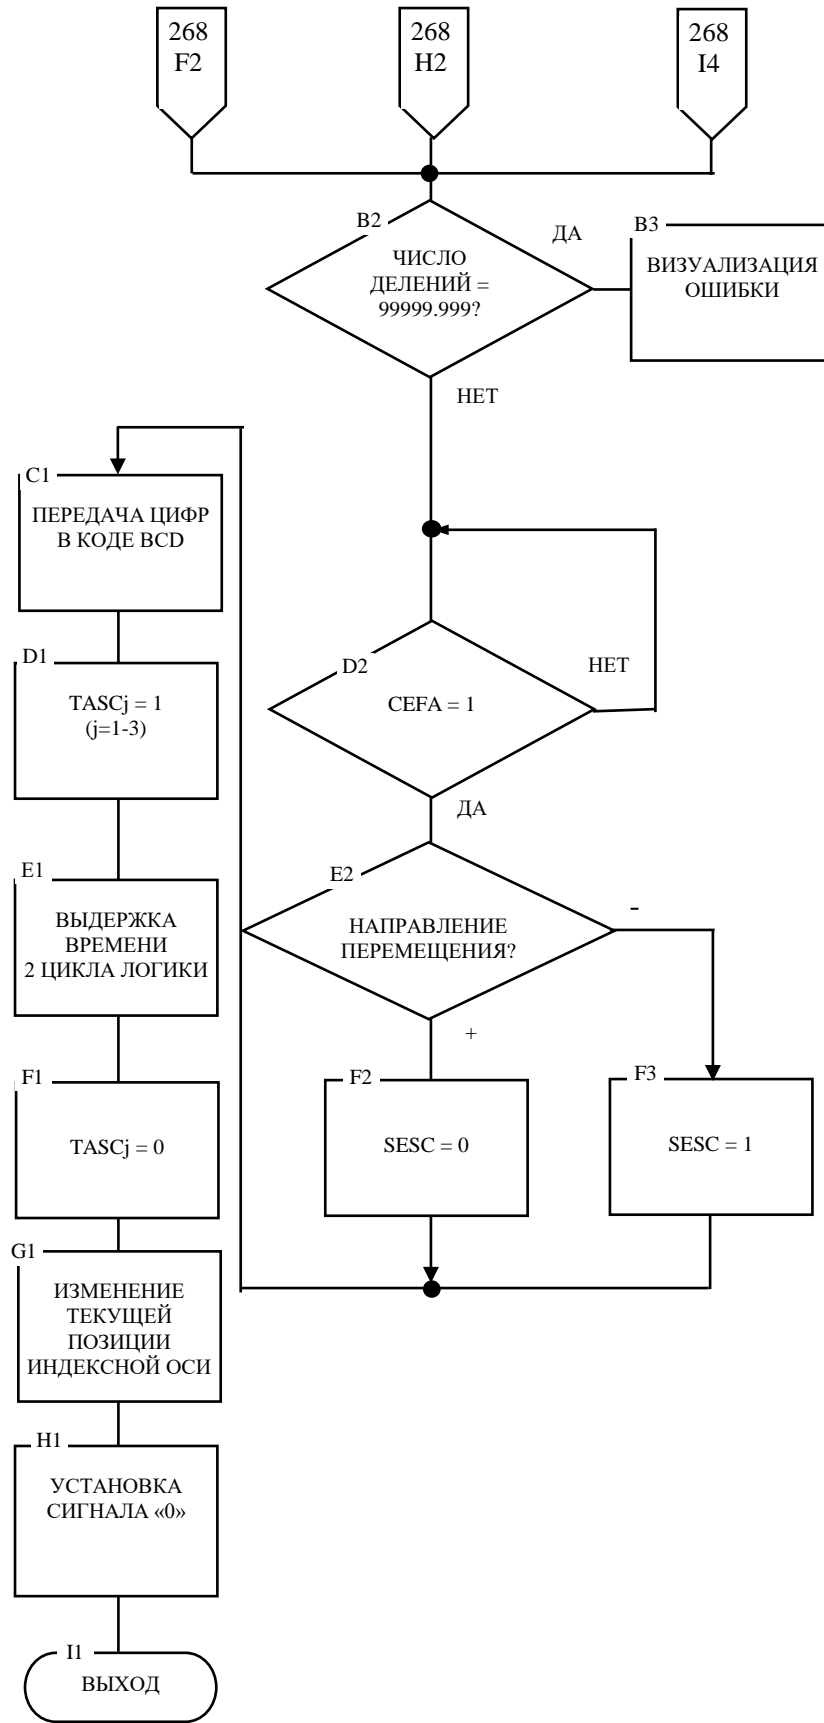 268
F2
268
H2
268
I4
B2
ЧИСЛО
ДЕЛЕНИЙ =
99999.999?
ДА
B3
ВИЗУАЛИЗАЦИЯ
ОШИБКИ
НЕТ
C1
ПЕРЕДАЧА ЦИФР
В КОДЕ BCD
D1
TASCj = 1
(j=1-3)
D2
CEFA = 1
НЕТ
ДА
E1
ВЫДЕРЖКА
ВРЕМЕНИ
2 ЦИКЛА ЛОГИКИ
E2
НАПРАВЛЕНИЕ
ПЕРЕМЕЩЕНИЯ?
-
+
F1
TASCj = 0
F2
SESC = 0
F3
SESC = 1
G1
ИЗМЕНЕНИЕ
ТЕКУЩЕЙ
ПОЗИЦИИ
ИНДЕКСНОЙ ОСИ
H1
УСТАНОВКА
СИГНАЛА «0»
I1
ВЫХОД